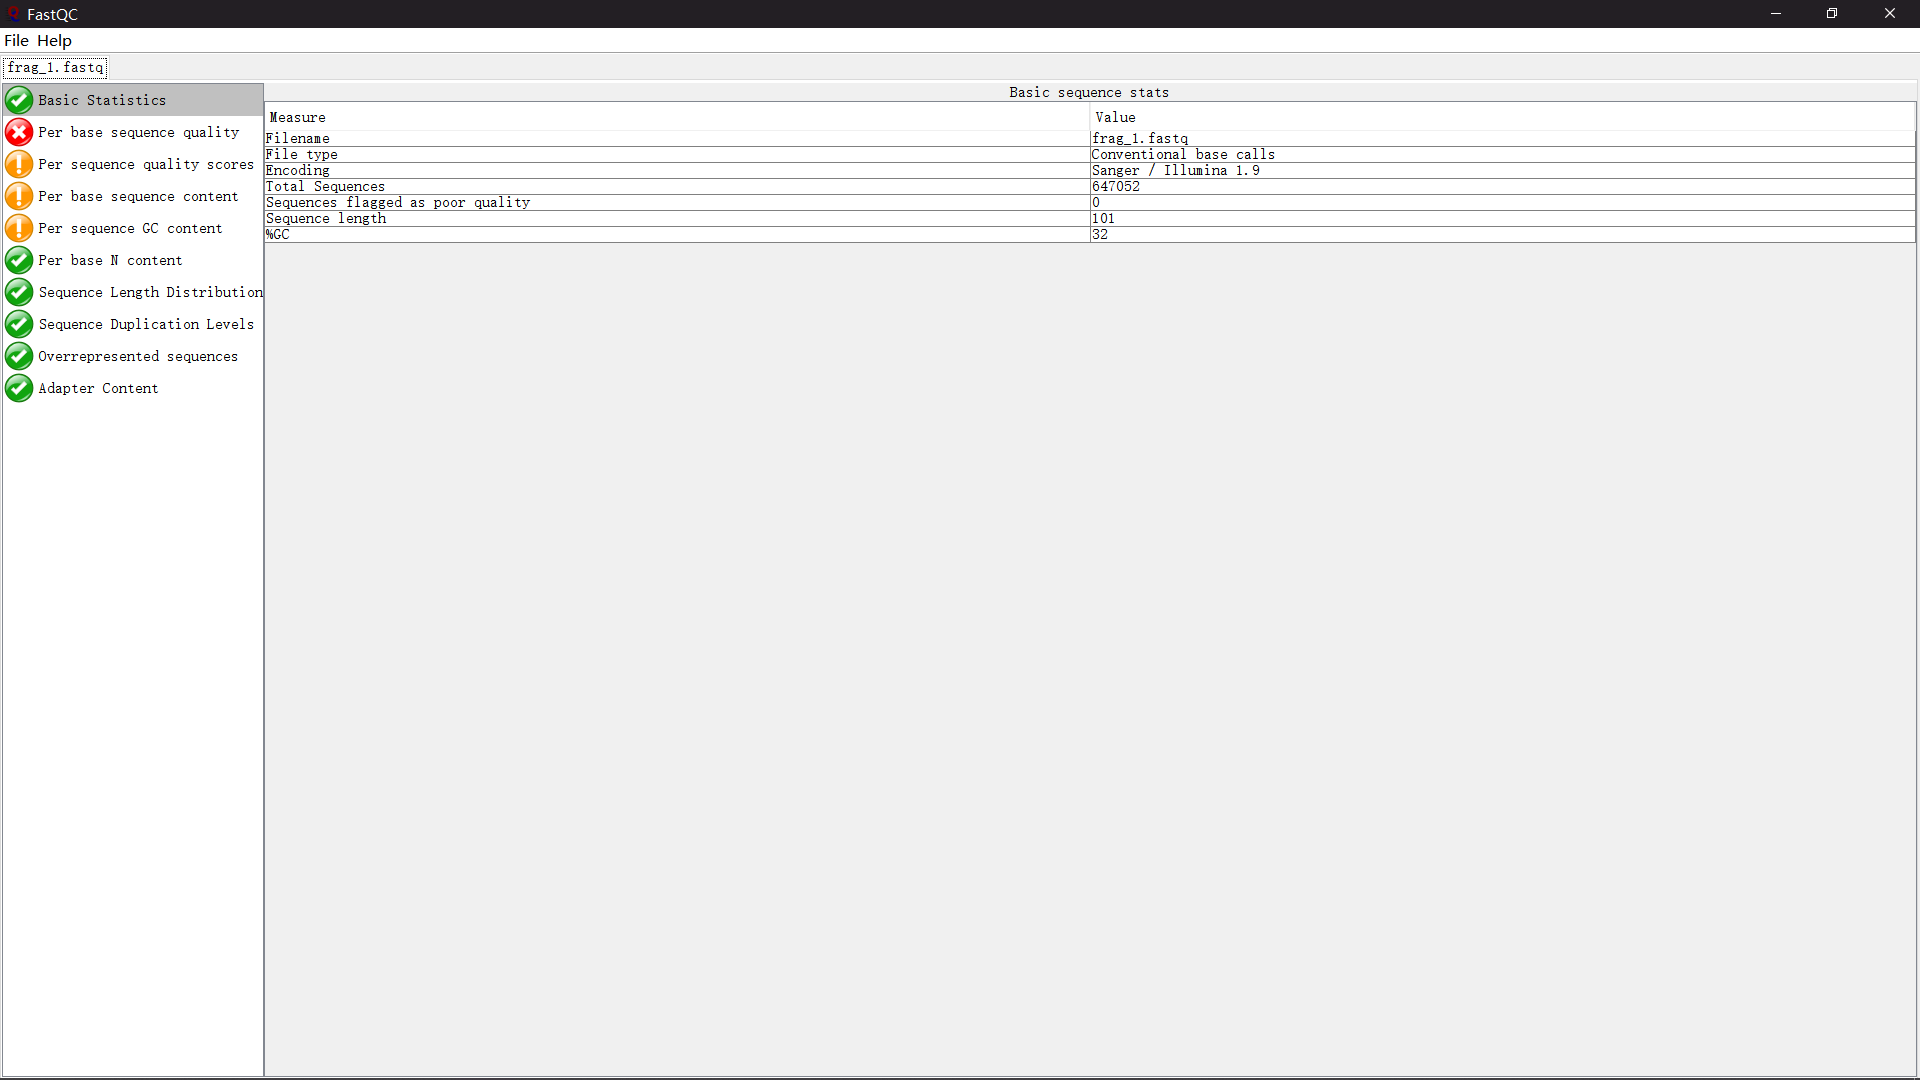 FastQC
File Help
frag_1.fastq
Basic Statistics
Per base sequence quality
Per sequence quality scores
Per base sequence content
Per sequence GC content
Per base N content
Sequence Length Distribution
Sequence Duplication Levels
Overrepresented sequences
Adapter Content
Basic sequence stats
Measure Value
Filename frag_1.fastq
File type Conventional base calls
Encoding Sanger / Illumina 1.9
Total Sequences 647052
Sequences flagged as poor quality 0
Sequence length 101
%GC 32